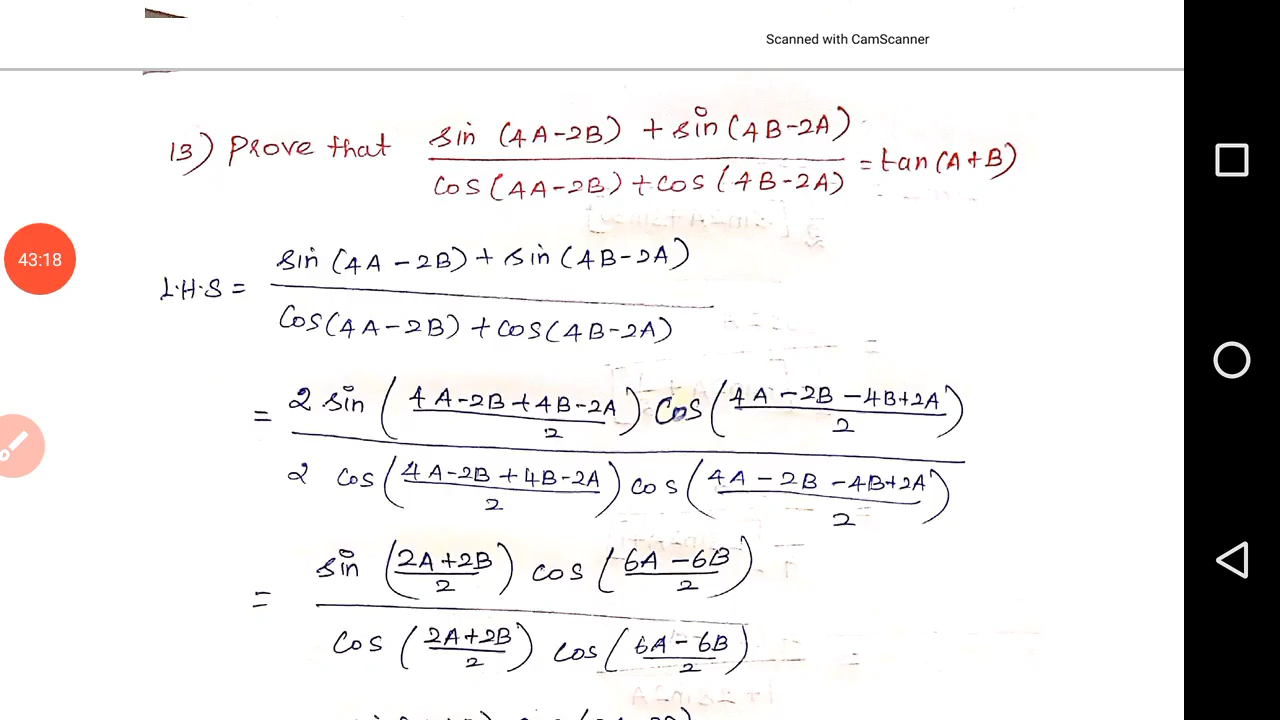 Scanned with CamScanner
13) Prove that sin (4A-2B) + sin(4B-2A) / cos(4A-2B)+cos(4B-2A) = tan(A+B)
43:18
L.H.S = sin (4A-2B) + sin (4B-2A) / cos(4A-2B) + cos(4B-2A)
= 2 sin (4A-2B+4B-2A / 2) cos (4A-2B-4B+2A / 2) / 2 cos (4A-2B+4B-2A / 2) cos (4A-2B-4B+2A / 2)
= sin (2A+2B / 2) cos (6A-6B / 2) / cos (2A+2B / 2) cos (6A-6B / 2)